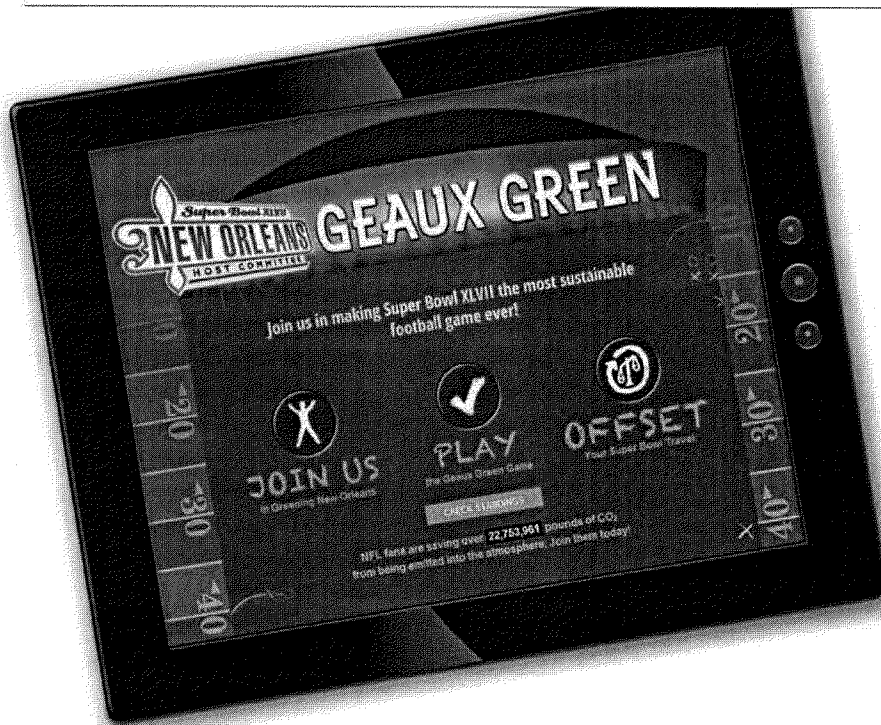 Super Bowl XLVII
NEW ORLEANS
HOST COMMITTEE
GEAUX GREEN
Join us in making Super Bowl XLVII the most sustainable
football game ever!
JOIN US
In Greening New Orleans
PLAY
The Geaux Green Game
OFFSET
Your Super Bowl Travel
CHECK STANDINGS
NFL fans are saving over 22,753,961 pounds of CO₂
from being emitted into the atmosphere. Join them today!
20
30
40
20
30
40